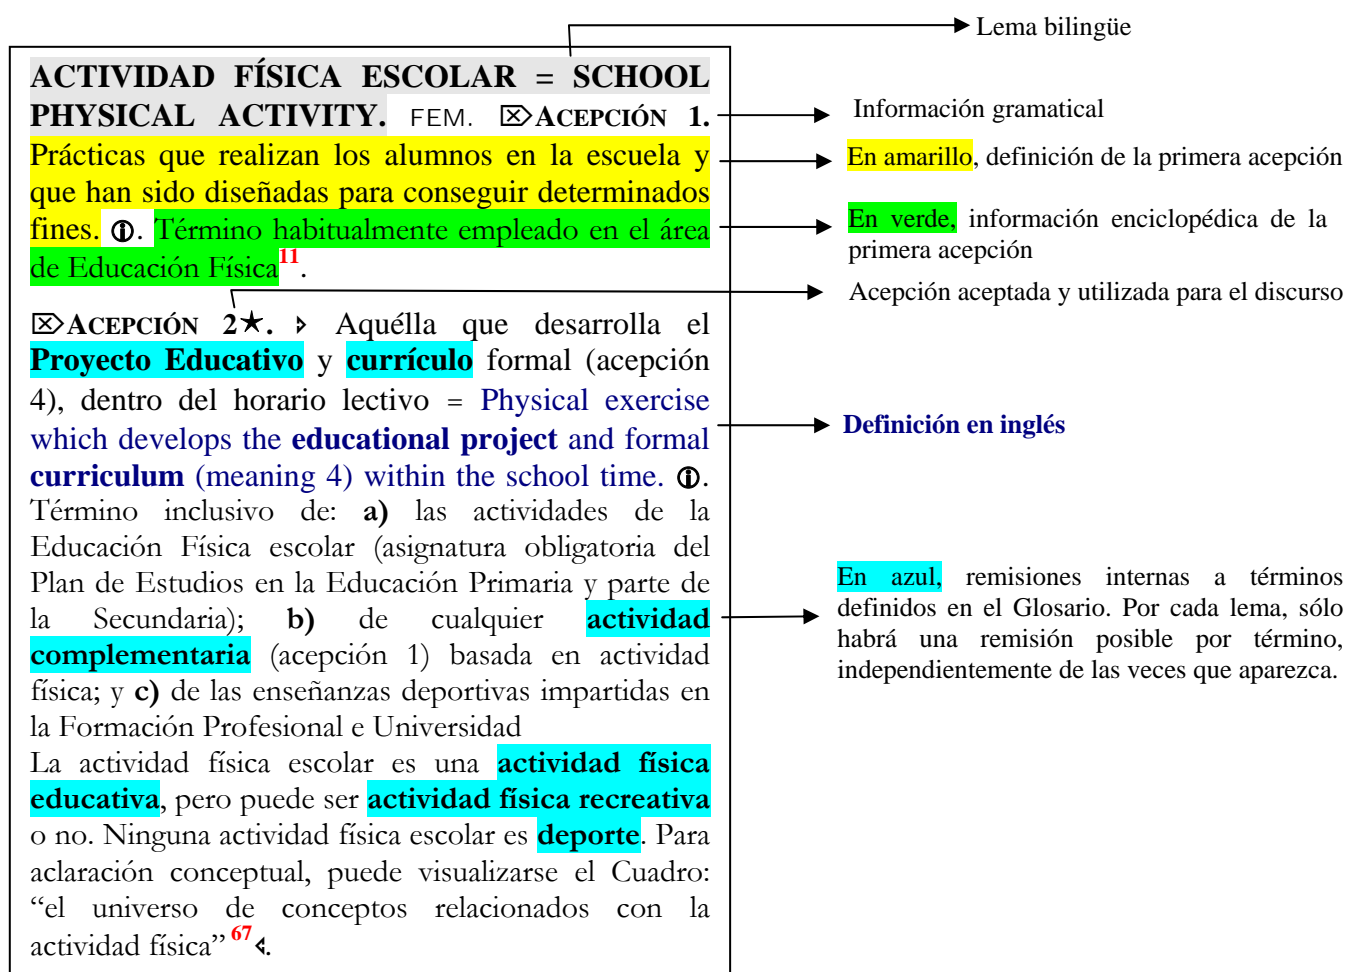 Lema bilingüe
ACTIVIDAD FÍSICA ESCOLAR = SCHOOL
PHYSICAL ACTIVITY. FEM. ⌦ACEPCIÓN 1.
Prácticas que realizan los alumnos en la escuela y
que han sido diseñadas para conseguir determinados
fines. 🛈. Término habitualmente empleado en el área
de Educación Física11.
⌦ACEPCIÓN 2★. Aquélla que desarrolla el
Proyecto Educativo y currículo formal (acepción
4), dentro del horario lectivo = Physical exercise
which develops the educational project and formal
curriculum (meaning 4) within the school time. 🛈.
Término inclusivo de: a) las actividades de la
Educación Física escolar (asignatura obligatoria del
Plan de Estudios en la Educación Primaria y parte de
la Secundaria); b) de cualquier actividad
complementaria (acepción 1) basada en actividad
física; y c) de las enseñanzas deportivas impartidas en
la Formación Profesional e Universidad
La actividad física escolar es una actividad física
educativa, pero puede ser actividad física recreativa
o no. Ninguna actividad física escolar es deporte. Para
aclaración conceptual, puede visualizarse el Cuadro:
“el universo de conceptos relacionados con la
actividad física” 67.
Información gramatical
En amarillo, definición de la primera acepción
En verde, información enciclopédica de la
primera acepción
Acepción aceptada y utilizada para el discurso
Definición en inglés
En azul, remisiones internas a términos
definidos en el Glosario. Por cada lema, sólo
habrá una remisión posible por término,
independientemente de las veces que aparezca.